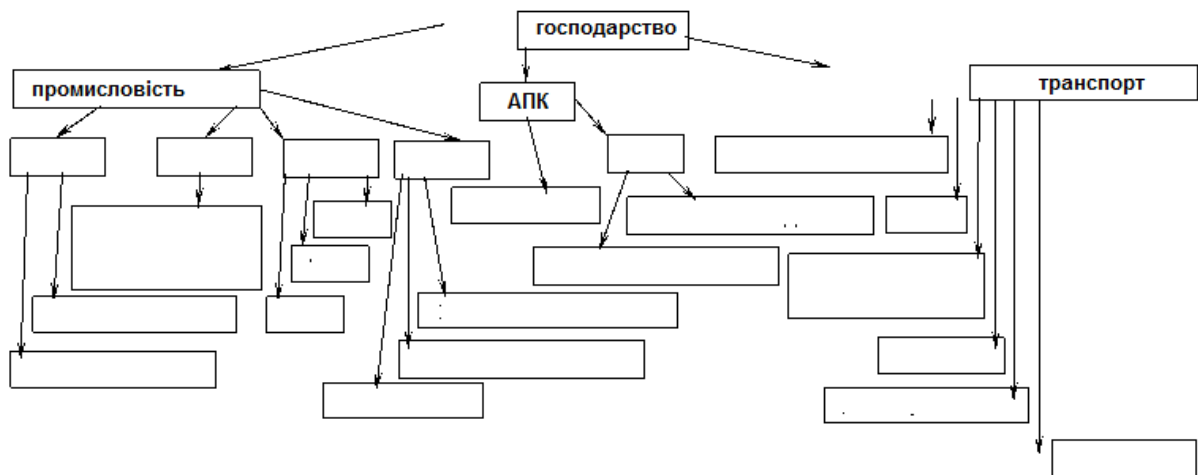 господарство
промисловість
АПК
транспорт